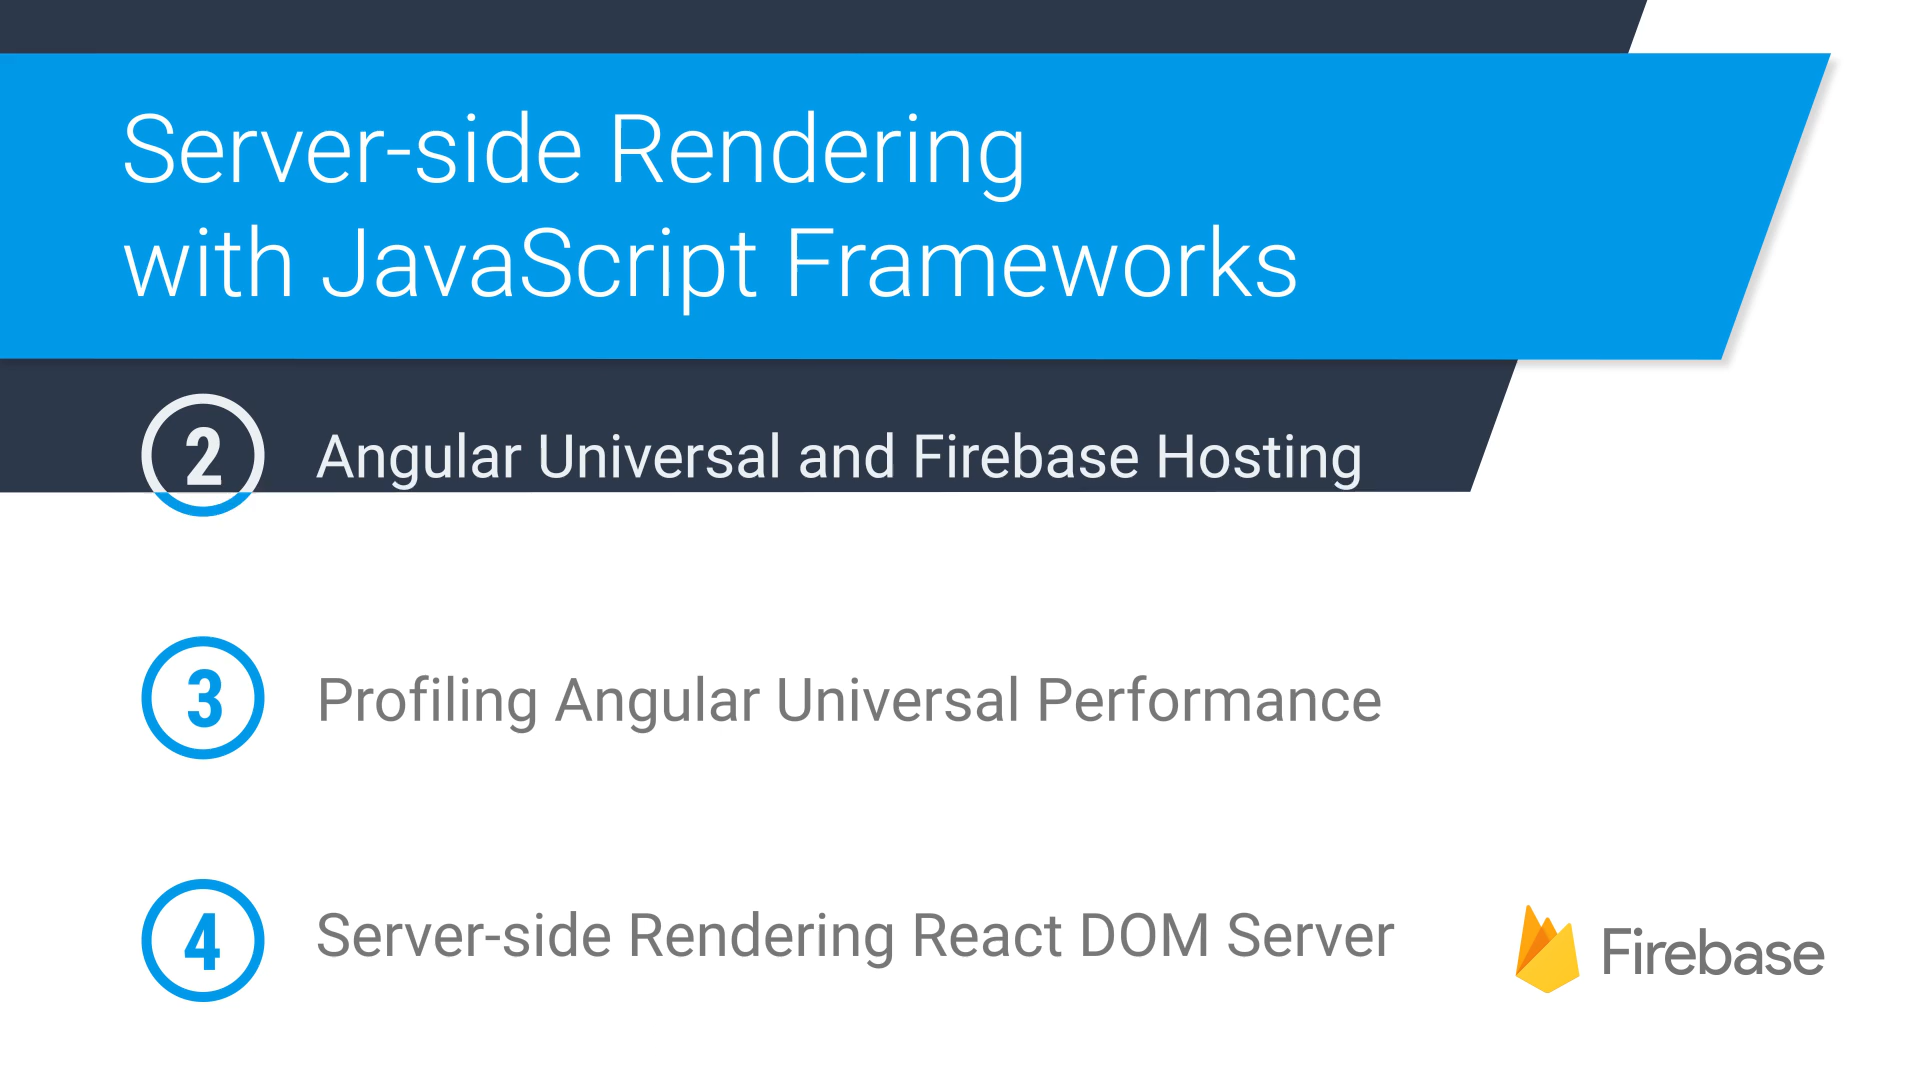 Server-side Rendering
with JavaScript Frameworks
2 Angular Universal and Firebase Hosting
3 Profiling Angular Universal Performance
4 Server-side Rendering React DOM Server
Firebase